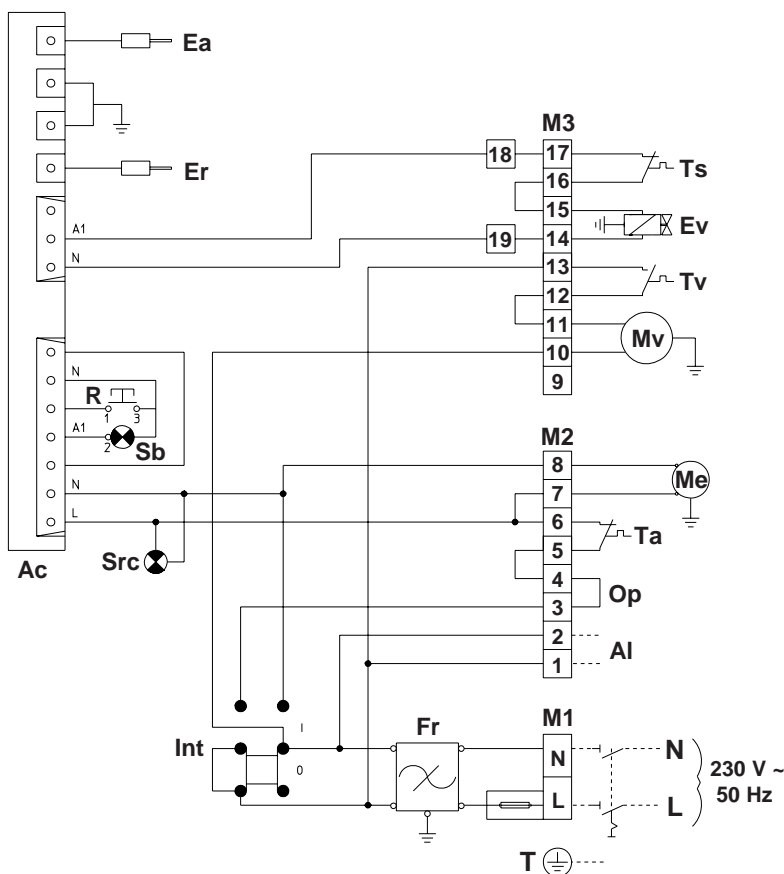 Ea
M3
18
17
Ts
Er
16
15
Ev
A1
19
14
N
13
Tv
12
11
Mv
10
9
N
R
1
3
M2
A1
2
Sb
8
Me
N
7
L
6
Ta
5
Src
Ac
4
Op
3
2
Al
1
I
Fr
M1
Int
N
N
O
230 V ~
50 Hz
L
L
T